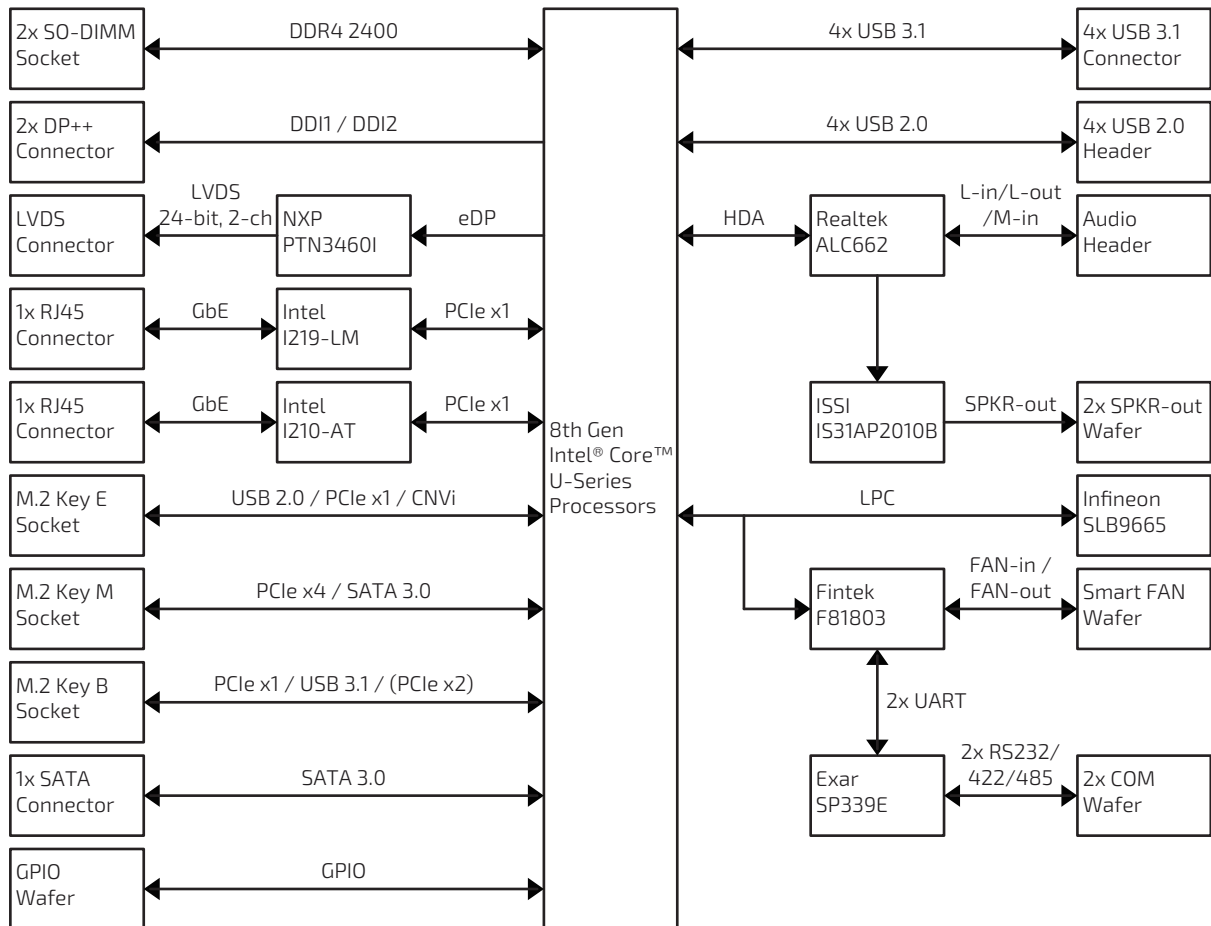 2x SO-DIMM
Socket
DDR4 2400
2x DP++
Connector
DDI1 / DDI2
LVDS
Connector
LVDS
24-bit, 2-ch
NXP
PTN3460I
eDP
1x RJ45
Connector
GbE
Intel
I219-LM
PCIe x1
1x RJ45
Connector
GbE
Intel
I210-AT
PCIe x1
M.2 Key E
Socket
USB 2.0 / PCIe x1 / CNVi
M.2 Key M
Socket
PCIe x4 / SATA 3.0
M.2 Key B
Socket
PCIe x1 / USB 3.1 / (PCIe x2)
1x SATA
Connector
SATA 3.0
GPIO
Wafer
GPIO
8th Gen
Intel® Core™
U-Series
Processors
4x USB 3.1
4x USB 3.1
Connector
4x USB 2.0
4x USB 2.0
Header
HDA
Realtek
ALC662
L-in/L-out
/M-in
Audio
Header
ISSI
IS31AP2010B
SPKR-out
2x SPKR-out
Wafer
LPC
Infineon
SLB9665
Fintek
F81803
FAN-in /
FAN-out
Smart FAN
Wafer
2x UART
Exar
SP339E
2x RS232/
422/485
2x COM
Wafer